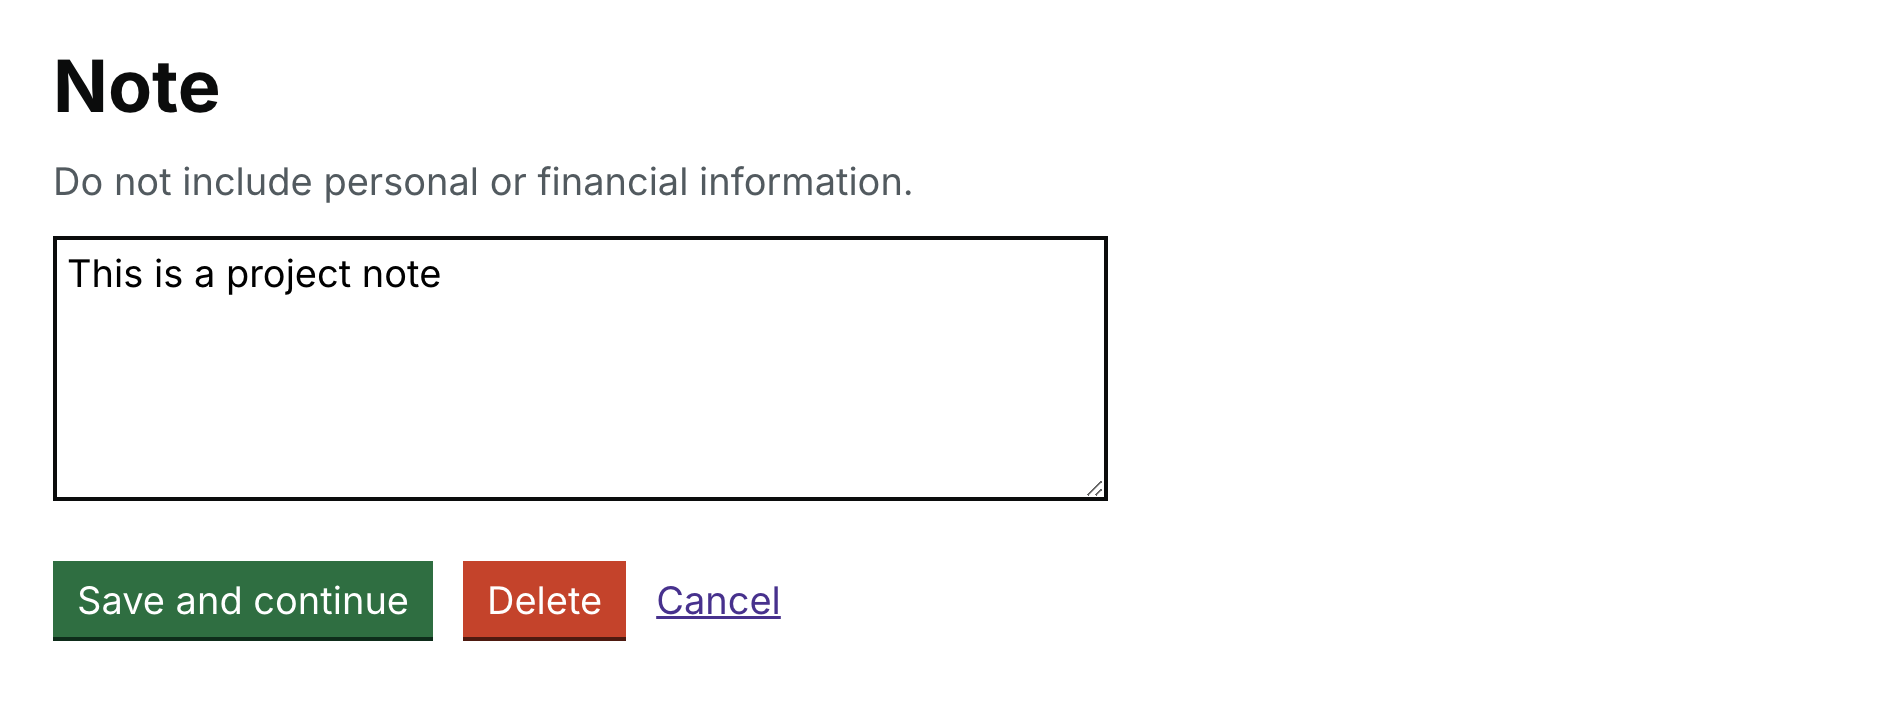 Note
Do not include personal or financial information.
This is a project note
Save and continue Delete Cancel